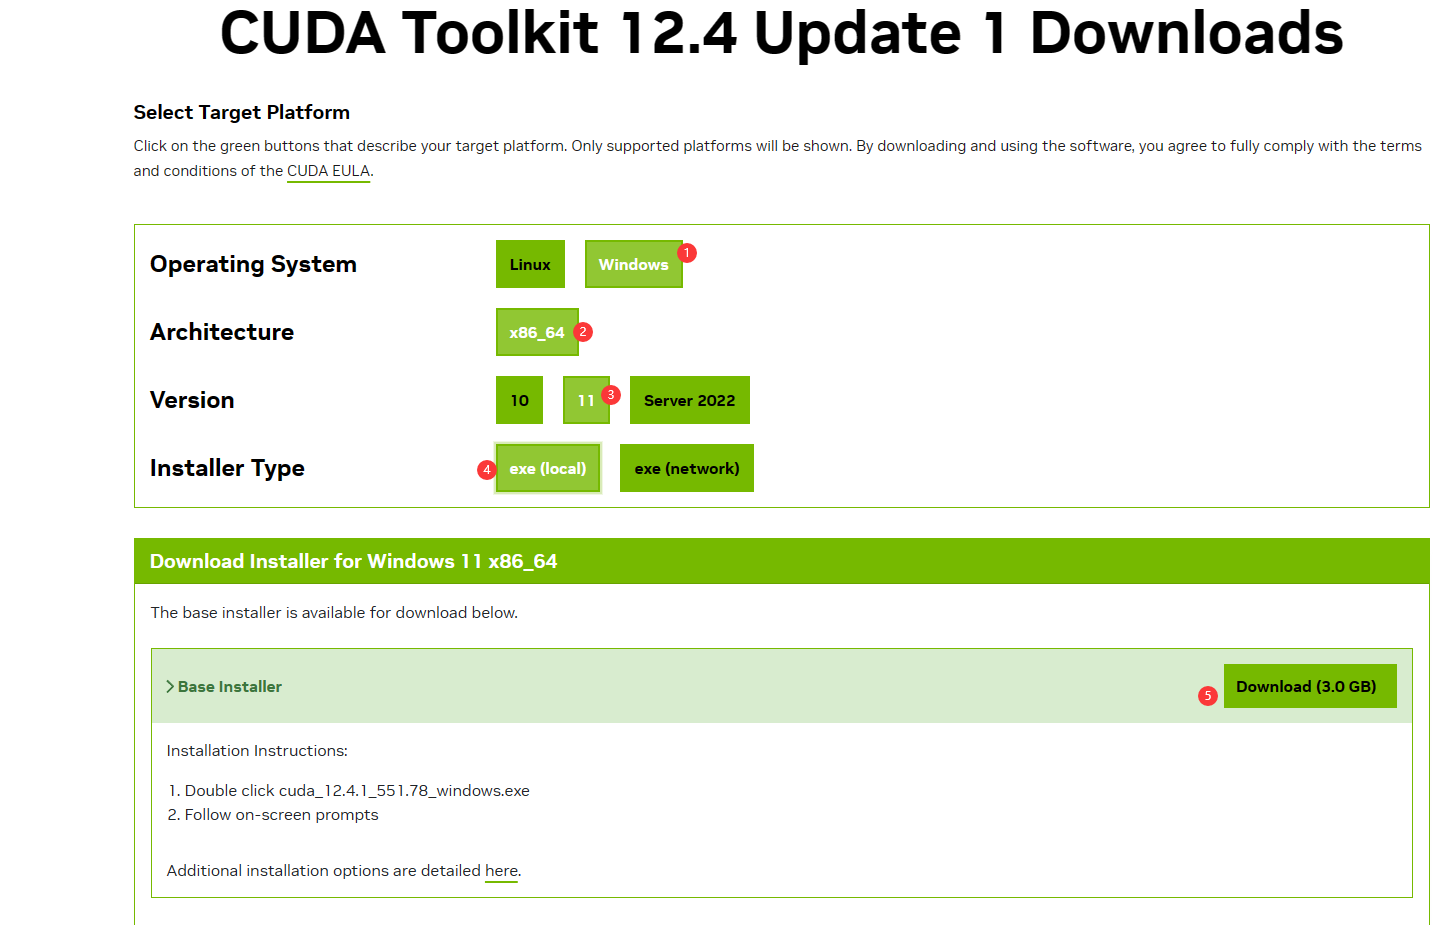 CUDA Toolkit 12.4 Update 1 Downloads
Select Target Platform
Click on the green buttons that describe your target platform. Only supported platforms will be shown. By downloading and using the software, you agree to fully comply with the terms
and conditions of the CUDA EULA.
Operating System Linux Windows 1
Architecture x86_64 2
Version 10 11 3 Server 2022
Installer Type 4 exe (local) exe (network)
Download Installer for Windows 11 x86_64
The base installer is available for download below.
Base Installer 5 Download (3.0 GB)
Installation Instructions:
1. Double click cuda_12.4.1_551.78_windows.exe
2. Follow on-screen prompts
Additional installation options are detailed here.